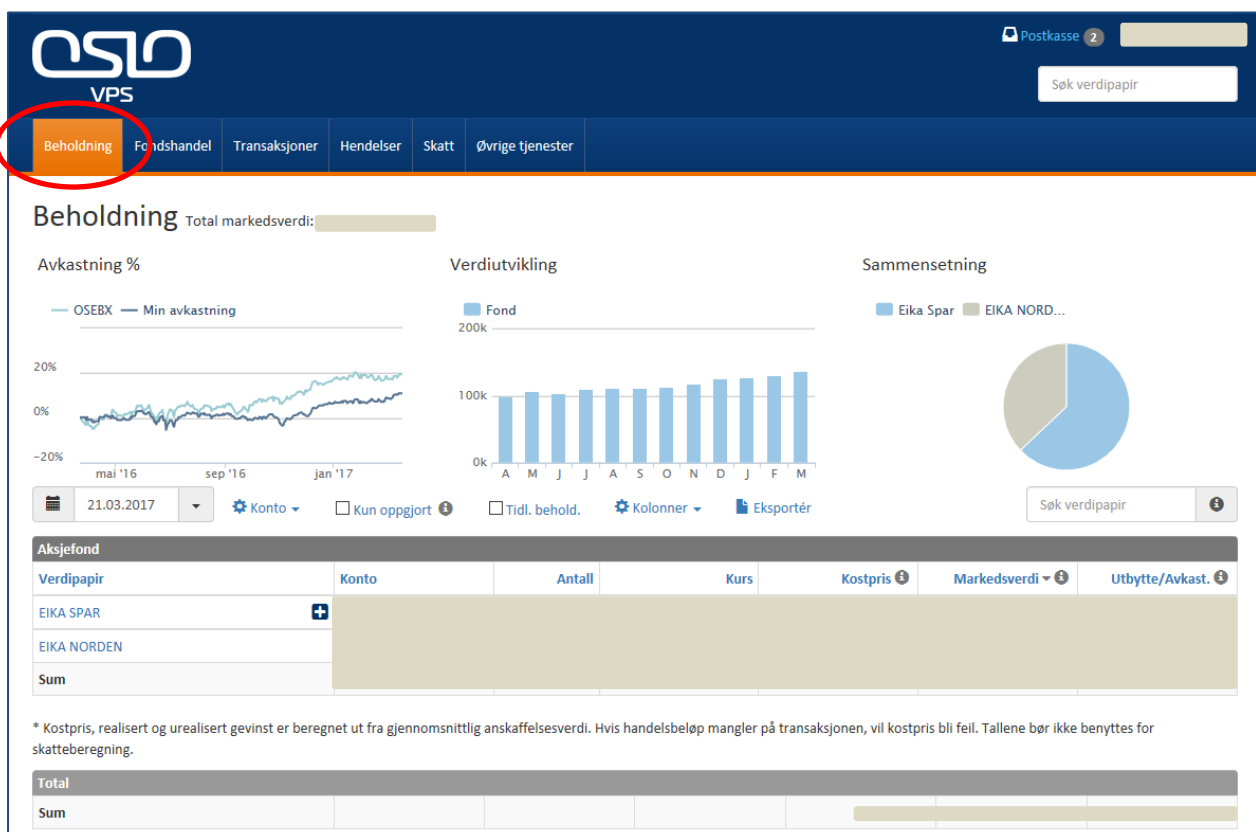 OSLO
VPS
Postkasse 2
Søk verdipapir
Beholdning Fondshandel Transaksjoner Hendelser Skatt Øvrige tjenester
Beholdning Total markedsverdi:
Avkastning %
OSEBX Min avkastning
20%
0%
-20%
mai '16 sep '16 jan '17
Verdiutvikling
Fond
200k
100k
0k
A M J J A S O N D J F M
Sammensetning
Eika Spar EIKA NORD...
21.03.2017 Konto Kun oppgjort Tidl. behold. Kolonner Eksportér Søk verdipapir
Aksjefond
Verdipapir Konto Antall Kurs Kostpris Markedsverdi Utbytte/Avkast.
EIKA SPAR
EIKA NORDEN
Sum
* Kostpris, realisert og urealisert gevinst er beregnet ut fra gjennomsnittlig anskaffelsesverdi. Hvis handelsbeløp mangler på transaksjonen, vil kostpris bli feil. Tallene bør ikke benyttes for
skatteberegning.
Total
Sum